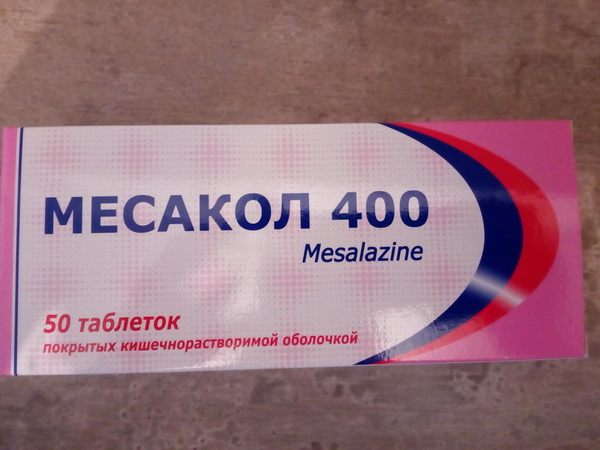 МЕСАКОЛ 400
Mesalazine
50 таблеток
покрытых кишечнорастворимой оболочкой